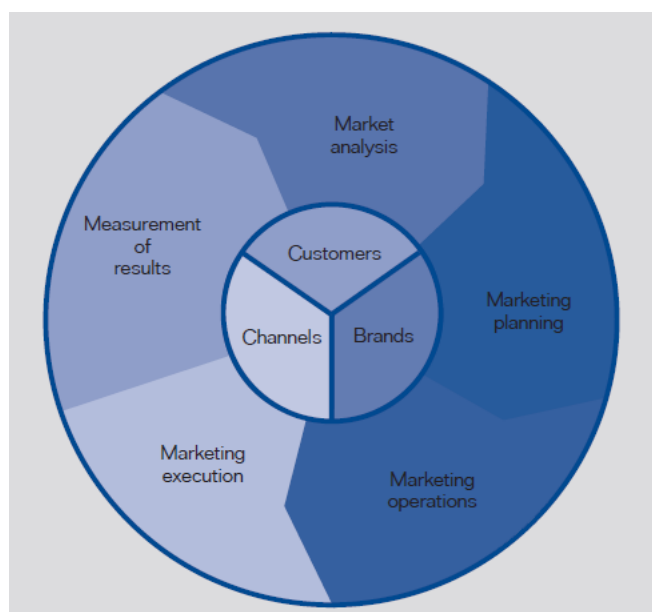 Market
analysis
Measurement
of
results
Customers
Marketing
planning
Channels
Brands
Marketing
execution
Marketing
operations